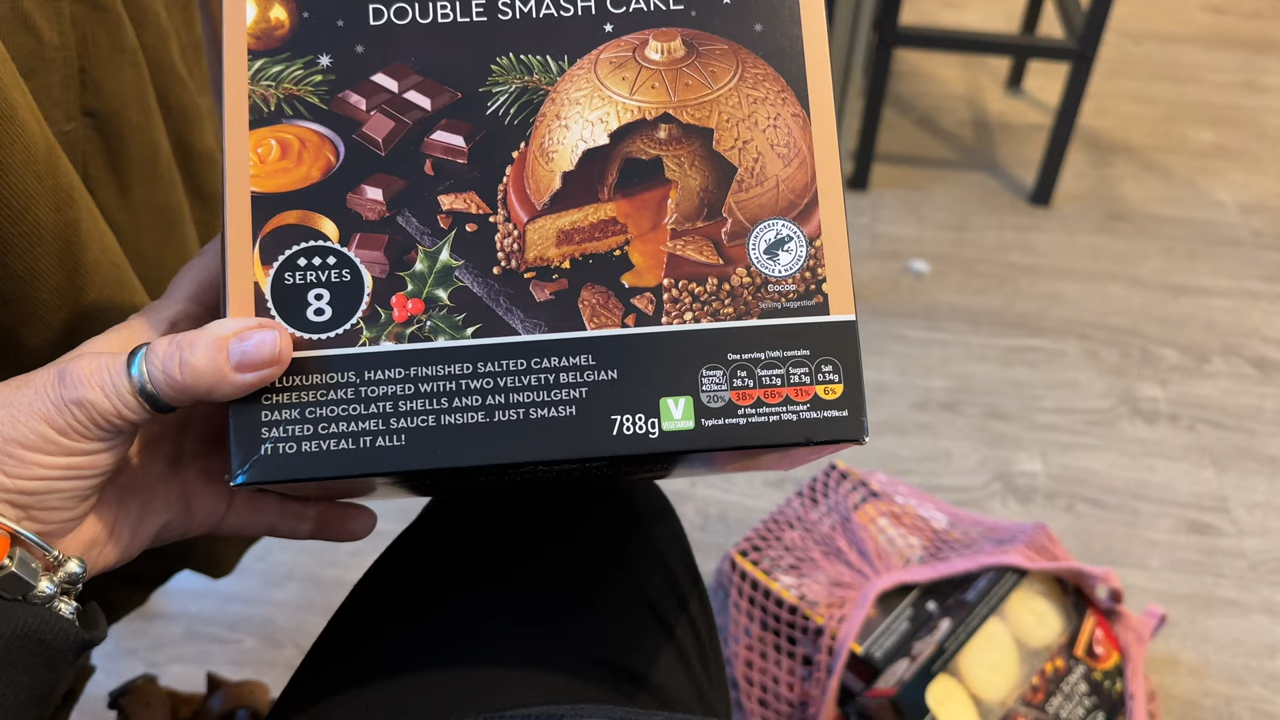 DOUBLE SMASH CAKE
SERVES
8
RAINFOREST ALLIANCE
PEOPLE & NATURE
Cocoa
Serving suggestion
LUXURIOUS, HAND-FINISHED SALTED CARAMEL
CHEESECAKE TOPPED WITH TWO VELVETY BELGIAN
DARK CHOCOLATE SHELLS AND AN INDULGENT
SALTED CARAMEL SAUCE INSIDE. JUST SMASH
IT TO REVEAL IT ALL!
788g
V
VEGETARIAN
One serving (⅛th) contains
Energy Fat Saturates Sugars Salt
1677kJ/ 26.7g 13.2g 28.3g 0.34g
403kcal
20% 38% 66% 31% 6%
of the reference intake*
Typical energy values per 100g: 1703kJ/409kcal